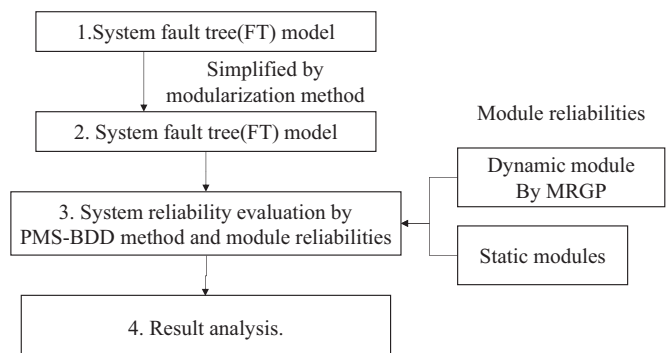 1.System fault tree(FT) model
Simplified by
modularization method
2. System fault tree(FT) model
3. System reliability evaluation by
PMS-BDD method and module reliabilities
4. Result analysis.
Module reliabilities
Dynamic module
By MRGP
Static modules